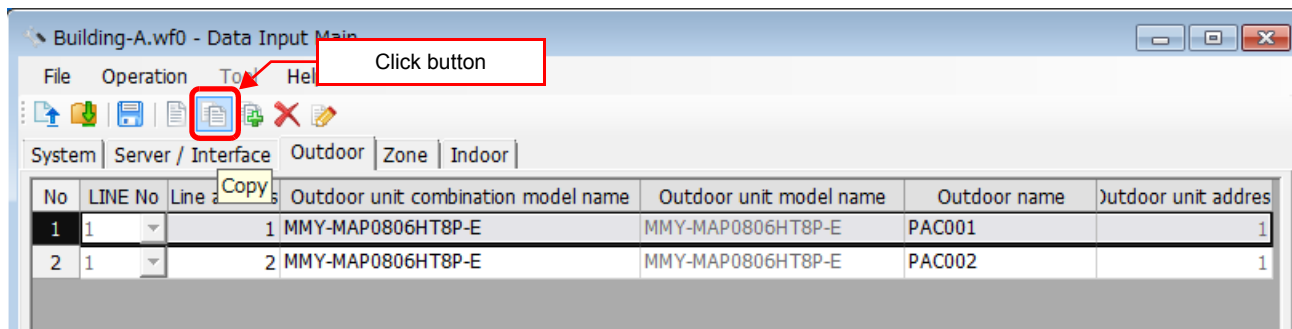 Building-A.wf0 - Data Input Main
Click button
File Operation Tool Hel
System Server / Interface Outdoor Zone Indoor
Copy
No LINE No Line a s Outdoor unit combination model name Outdoor unit model name Outdoor name Outdoor unit addres
1 1 1 MMY-MAP0806HT8P-E MMY-MAP0806HT8P-E PAC001 1
2 1 2 MMY-MAP0806HT8P-E MMY-MAP0806HT8P-E PAC002 1